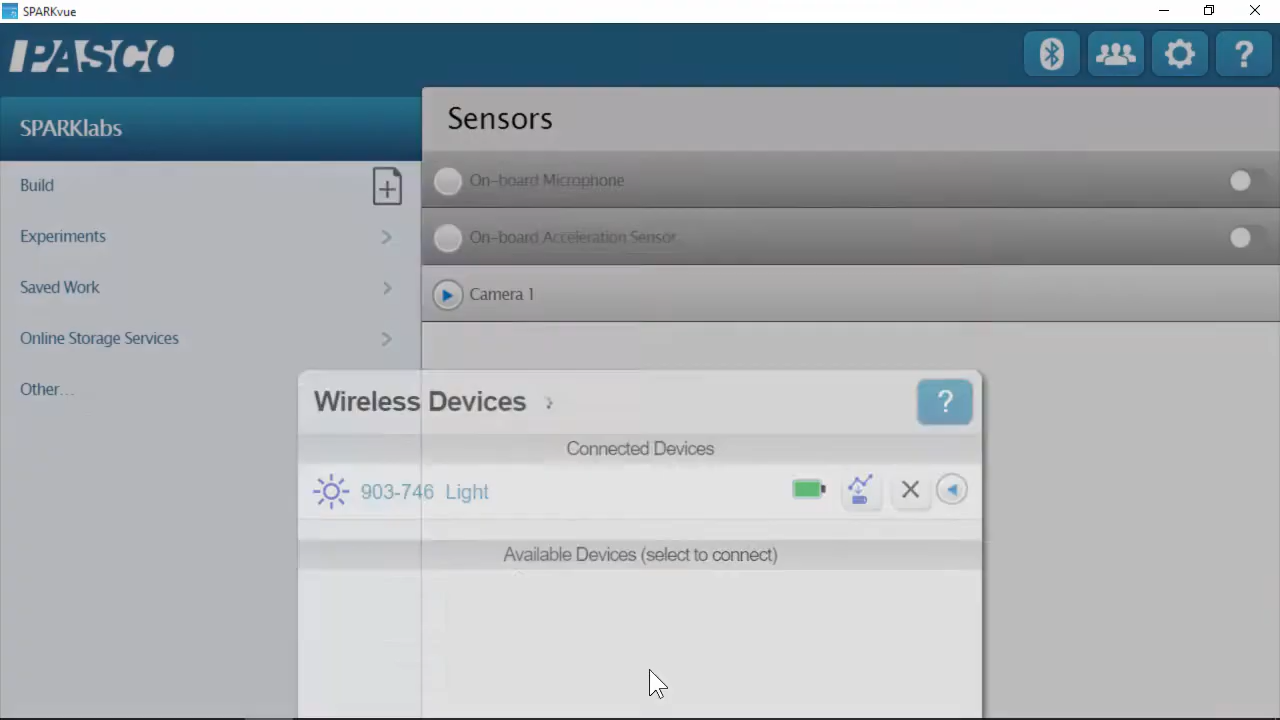 SPARKvue
PASCO
?
SPARKlabs
Sensors
Build
On-board Microphone
Experiments
On-board Acceleration Sensor
Saved Work
Camera 1
Online Storage Services
Other...
Wireless Devices
?
Connected Devices
903-746 Light
Available Devices (select to connect)